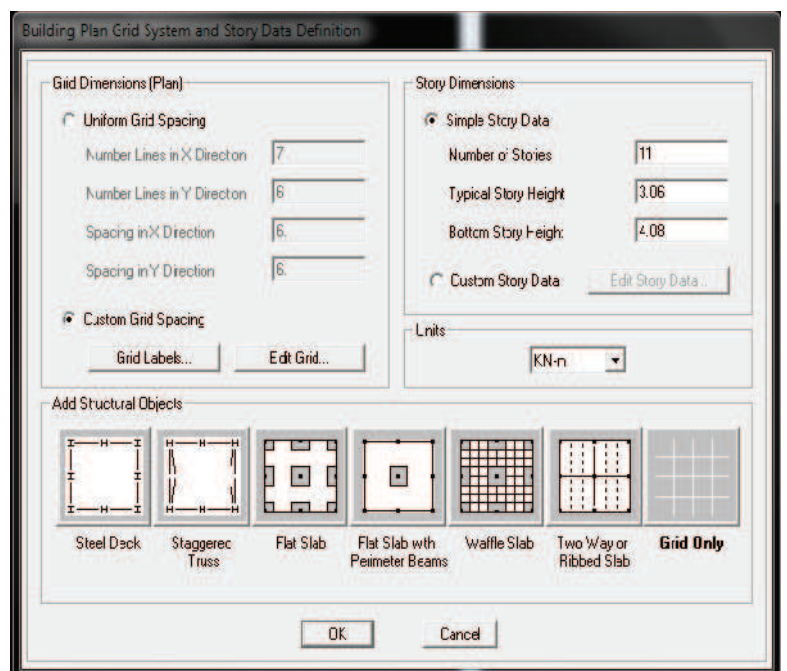 Building Plan Grid System and Story Data Definition
Grid Dimensions (Plan)
Uniform Grid Spacing
Number Lines in X Direction
7
Number Lines in Y Direction
6
Spacing in X Direction
6.
Spacing in Y Direction
6.
Custom Grid Spacing
Grid Labels...
Edit Grid...
Story Dimensions
Simple Story Data
Number of Stories
11
Typical Story Height
3.06
Bottom Story Height
4.08
Custom Story Data
Edit Story Data...
Units
KN-m
Add Structural Objects
Steel Deck
Staggered
Truss
Flat Slab
Flat Slab with
Perimeter Beams
Waffle Slab
Two Way or
Ribbed Slab
Grid Only
OK
Cancel